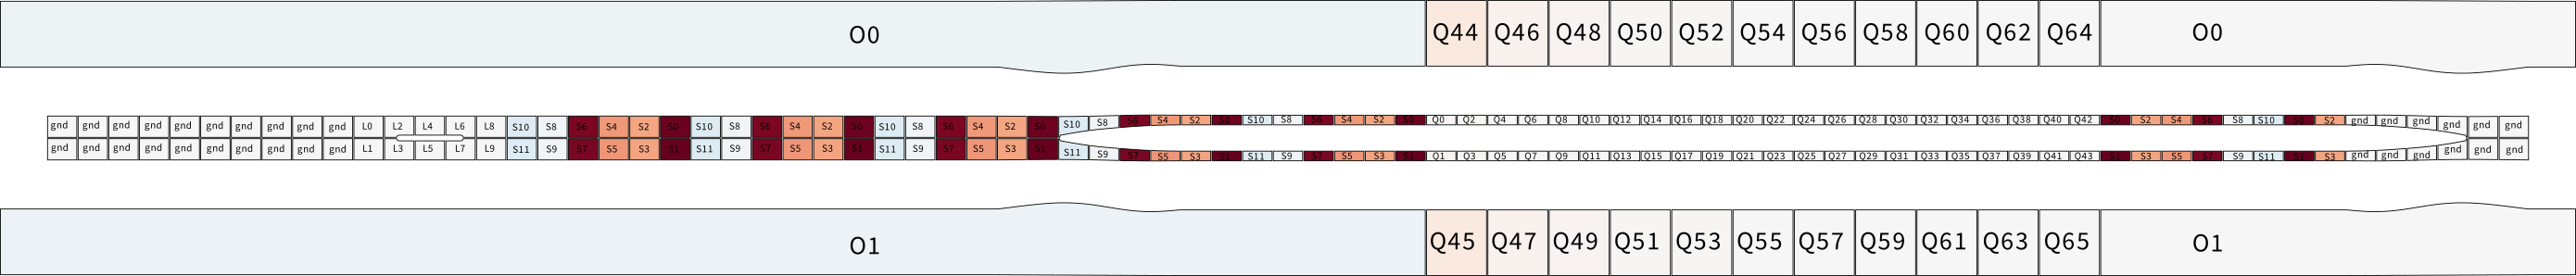 O0 Q44 Q46 Q48 Q50 Q52 Q54 Q56 Q58 Q60 Q62 Q64 O0
gnd gnd gnd gnd gnd gnd gnd gnd gnd gnd L0 L2 L4 L6 L8 S10 S8 S6 S4 S2 S0 S10 S8 S6 S4 S2 S0 S10 S8 S6 S4 S2 S0 S10 S8 S6 S4 S2 S0 S10 S8 S6 S4 S2 S0 Q0 Q2 Q4 Q6 Q8 Q10 Q12 Q14 Q16 Q18 Q20 Q22 Q24 Q26 Q28 Q30 Q32 Q34 Q36 Q38 Q40 Q42 S0 S2 S4 S6 S8 S10 S0 S2 gnd gnd gnd gnd gnd gnd
gnd gnd gnd gnd gnd gnd gnd gnd gnd gnd L1 L3 L5 L7 L9 S11 S9 S7 S5 S3 S1 S11 S9 S7 S5 S3 S1 S11 S9 S7 S5 S3 S1 S11 S9 S7 S5 S3 S1 S11 S9 S7 S5 S3 S1 Q1 Q3 Q5 Q7 Q9 Q11 Q13 Q15 Q17 Q19 Q21 Q23 Q25 Q27 Q29 Q31 Q33 Q35 Q37 Q39 Q41 Q43 S1 S3 S5 S7 S9 S11 S1 S3 gnd gnd gnd gnd gnd gnd
O1 Q45 Q47 Q49 Q51 Q53 Q55 Q57 Q59 Q61 Q63 Q65 O1